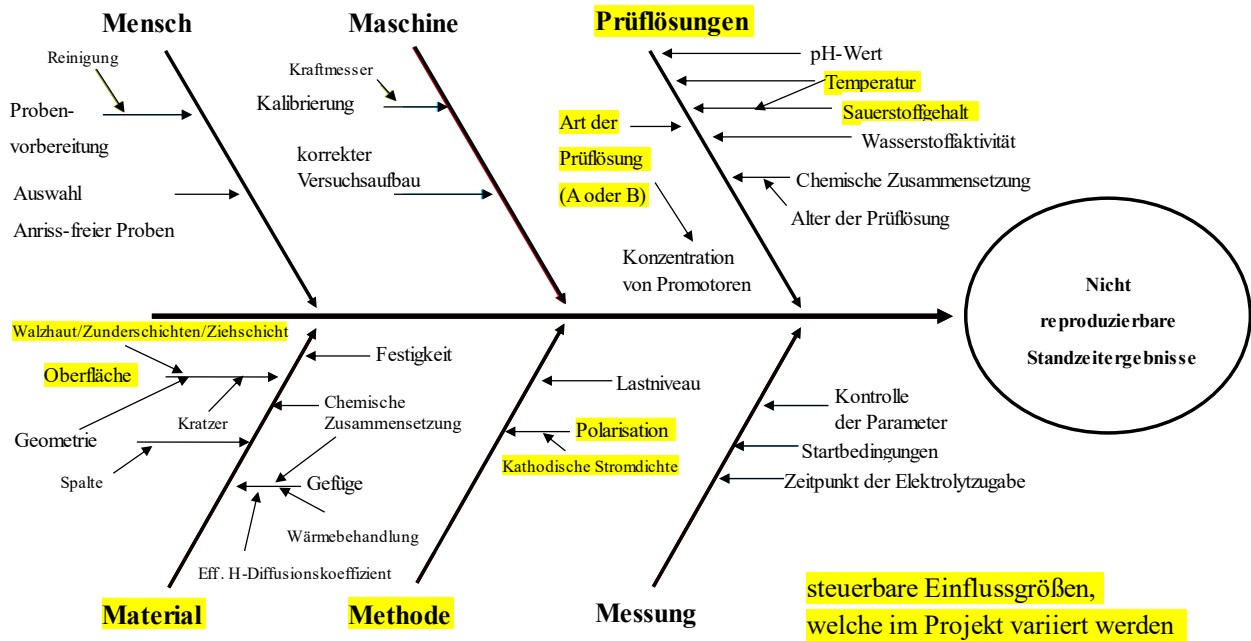 Mensch
Maschine
Prüflösungen
Reinigung
Proben-
vorbereitung
Auswahl
Anriss-freier Proben
Kraftmesser
Kalibrierung
korrekter
Versuchsaufbau
pH-Wert
Temperatur
Sauerstoffgehalt
Wasserstoffaktivität
Chemische Zusammensetzung
Alter der Prüflösung
Art der
Prüflösung
(A oder B)
Konzentration
von Promotoren
Nicht
reproduzierbare
Standzeitergebnisse
Walzhaut/Zunderschichten/Ziehschicht
Oberfläche
Kratzer
Geometrie
Spalte
Festigkeit
Chemische
Zusammensetzung
Gefüge
Wärmebehandlung
Eff. H-Diffusionskoeffizient
Lastniveau
Polarisation
Kathodische Stromdichte
Kontrolle
der Parameter
Startbedingungen
Zeitpunkt der Elektrolytzugabe
Material
Methode
Messung
steuerbare Einflussgrößen,
welche im Projekt variiert werden